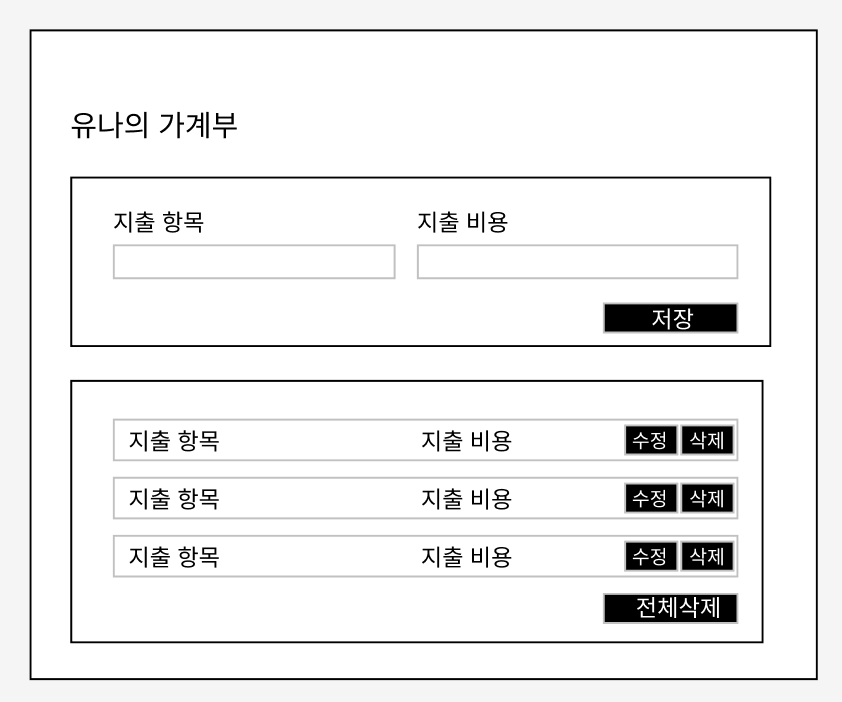 유나의 가계부
지출 항목 지출 비용
저장
지출 항목 지출 비용 수정 삭제
지출 항목 지출 비용 수정 삭제
지출 항목 지출 비용 수정 삭제
전체삭제